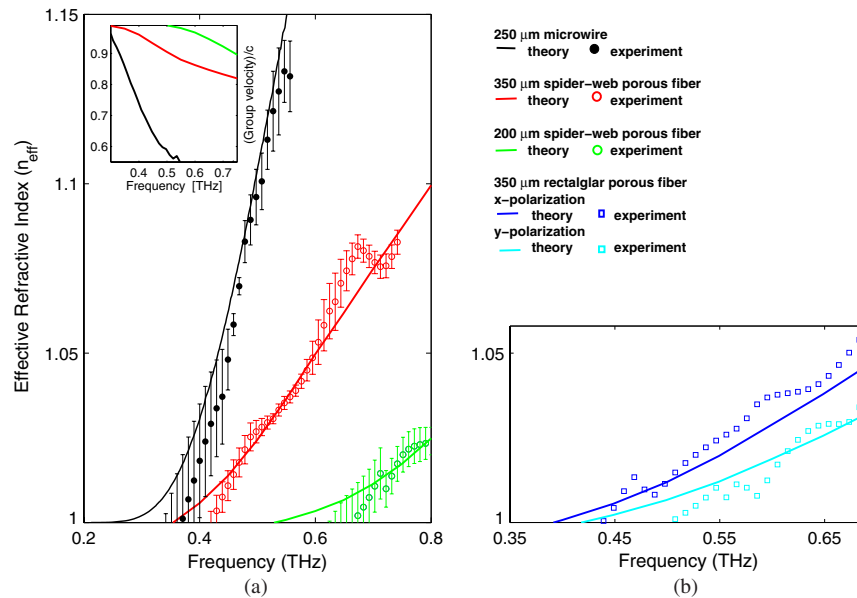 1.15
1.1
1.05
1
Effective Refractive Index (n_eff)
0.2
0.4
0.6
0.8
Frequency (THz)
(a)
0.9
0.8
0.7
0.6
0.4
0.5
0.6
0.7
Frequency [THz]
(Group velocity)/c
250 μm microwire
theory experiment
350 μm spider-web porous fiber
theory experiment
200 μm spider-web porous fiber
theory experiment
350 μm rectalglar porous fiber
x-polarization
theory experiment
y-polarization
theory experiment
1.05
1
0.35
0.45
0.55
0.65
Frequency (THz)
(b)